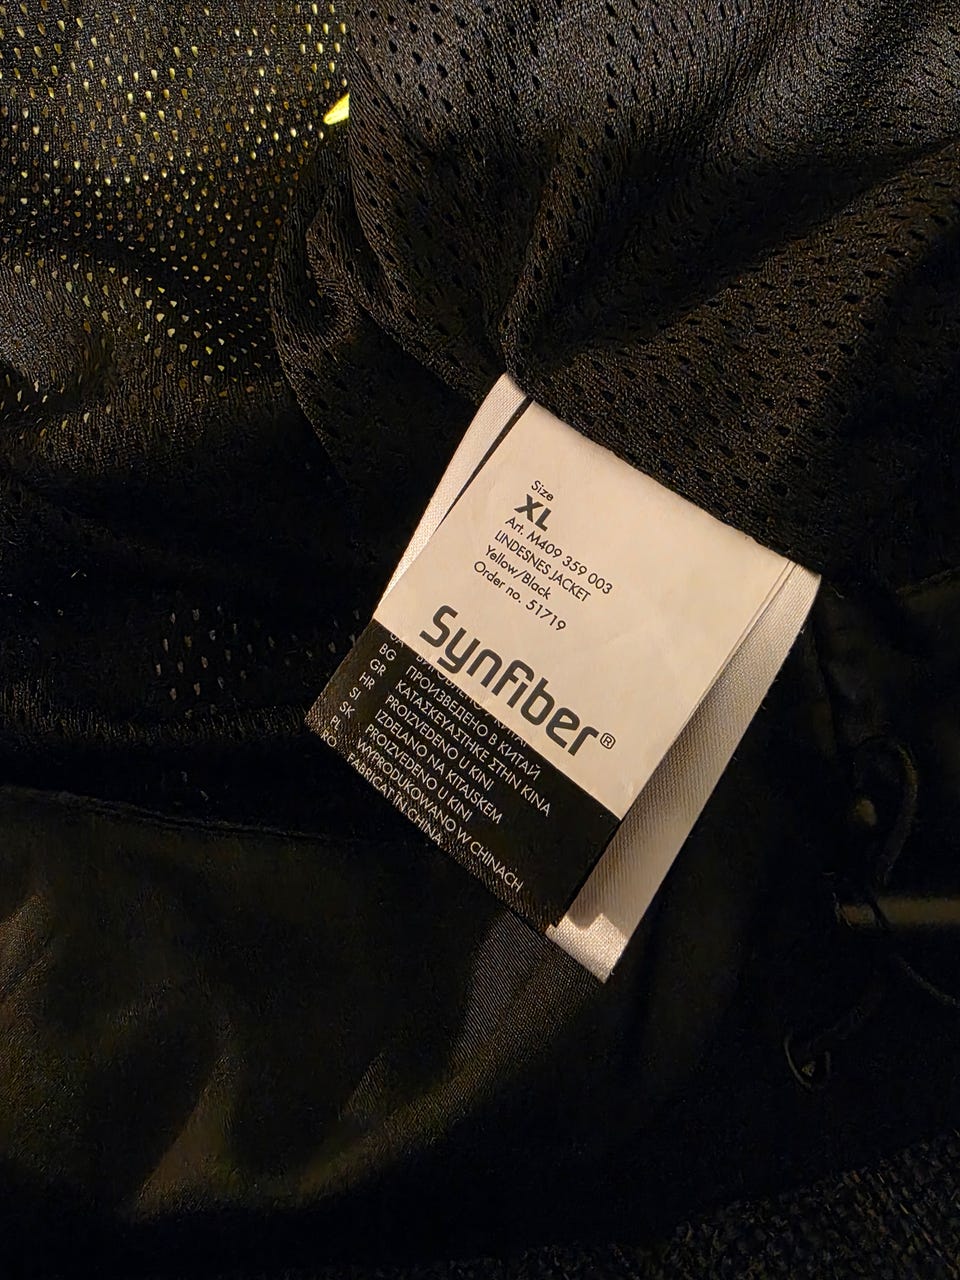 Size
XL
Art. M409 359 003
LINDESNES JACKET
Yellow/Black
Order no. 51719
Synfiber®
BG ПРОИЗВЕДЕНО В КИТАЙ
GR ΚΑΤΑΣΚΕΥΑΣΤΗΚΕ ΣΤΗΝ ΚΙΝΑ
HR PROIZVEDENO U KINI
SI IZDELANO NA KITAJSKEM
SK PROIZVEDENO U KINI
PL WYPRODUKOWANO W CHINACH
RO FABRICAT IN CHINA